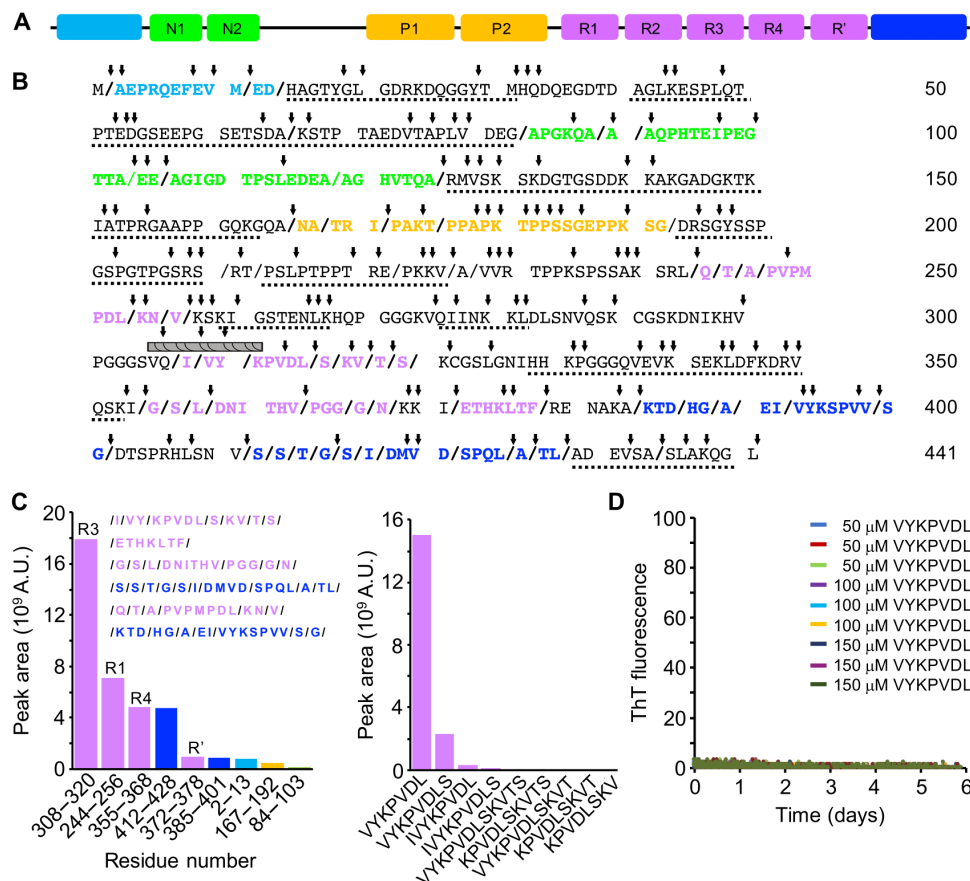 A
N1 N2 P1 P2 R1 R2 R3 R4 R'
B
M/AEPRQEFEV M/ED/HAGTYGL GDRKDQGGYT MHQDQEGDTD AGLKESPLQT 50
PTEDGSEEPG SETSDA/KSTP TAEDVTAPLV DEG/APGKQA/A /AQPHTEIPEG 100
TTA/EE/AGIGD TPSLEDEA/AG HVTQA/RMVSK SKDGTGSDDK KAKGADGKTK 150
IATPRGAAPP GQKGQA/NA/TR I/PAKT/PPAPK TPPSSGEPPK SG/DRSGYSSP 200
GSPGTPGSRS /RT/PSLPTPPT RE/PKKV/A/VVR TPPKSPSSAK SRL/Q/T/A/PVPM 250
PDL/KN/V/KSKI GSTENLKHQP GGGKVQIINK KLDLSNVQSK CGSKDNIKHV 300
PGGGSVQ/I/VY /KPVDL/S/KV/T/S/ KCGSLGNIHH KPGGGQVEVK SEKLDFKDRV 350
QSKI/G/S/L/DNI THV/PGG/G/N/KK I/ETHKLTF/RE NAKA/KTD/HG/A/ EI/VYKSPVV/S 400
G/DTSPRHLSN V/S/S/T/G/S/I/DMV D/SPQL/A/TL/AD EVSA/SLAKQG L 441
C
20
16
12
8
4
0
Peak area (10⁹ A.U.)
R3
R1
R4
R'
/I/VY/KPVDL/S/KV/T/S/
/ETHKLTF/
/G/S/L/DNITHV/PGG/G/N/
/S/S/T/G/S/I/DMVD/SPQL/A/TL/
/Q/T/A/PVPMPDL/KN/V/
/KTD/HG/A/EI/VYKSPVV/S/G/
308–320
244–256
355–368
412–428
372–378
385–401
2–13
167–192
84–103
Residue number
16
12
8
4
0
Peak area (10⁹ A.U.)
VYKPVDL
VYKPVDLS
IVYKPVDL
IVYKPVDLS
VYKPVDLSKVTS
KPVDLSKVTS
VYKPVDLSKVT
KPVDLSKVT
KPVDLSKV
D
100
80
60
40
20
0
ThT fluorescence
50 µM VYKPVDL
50 µM VYKPVDL
50 µM VYKPVDL
100 µM VYKPVDL
100 µM VYKPVDL
100 µM VYKPVDL
150 µM VYKPVDL
150 µM VYKPVDL
150 µM VYKPVDL
0 1 2 3 4 5 6
Time (days)